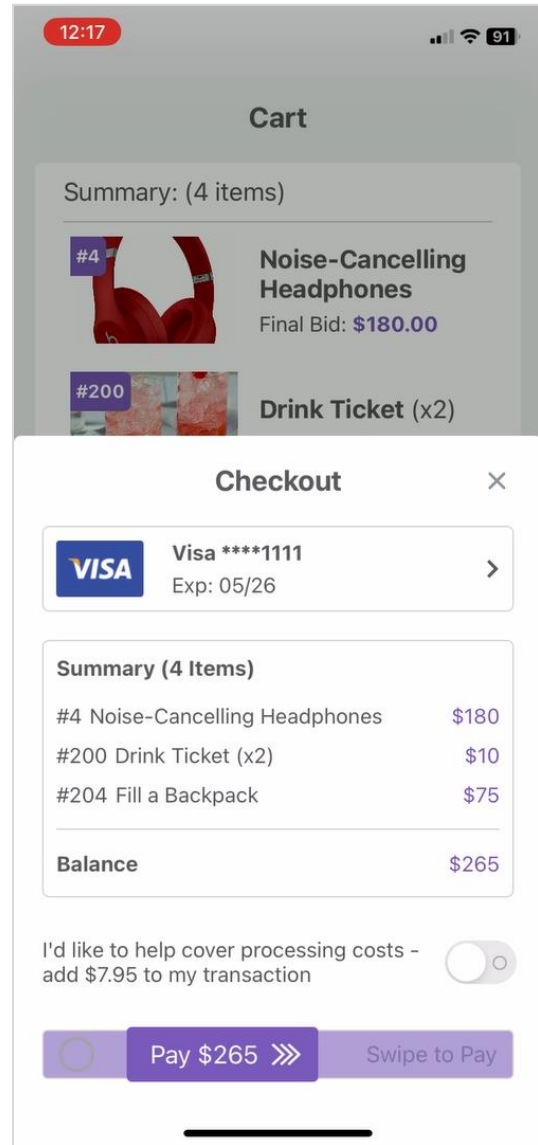 12:17
91
Cart
Summary: (4 items)
#4
Noise-Cancelling
Headphones
Final Bid: $180.00
#200
Drink Ticket (x2)
Checkout
VISA
Visa ****1111
Exp: 05/26
Summary (4 Items)
#4 Noise-Cancelling Headphones $180
#200 Drink Ticket (x2) $10
#204 Fill a Backpack $75
Balance $265
I'd like to help cover processing costs -
add $7.95 to my transaction
Pay $265 Swipe to Pay